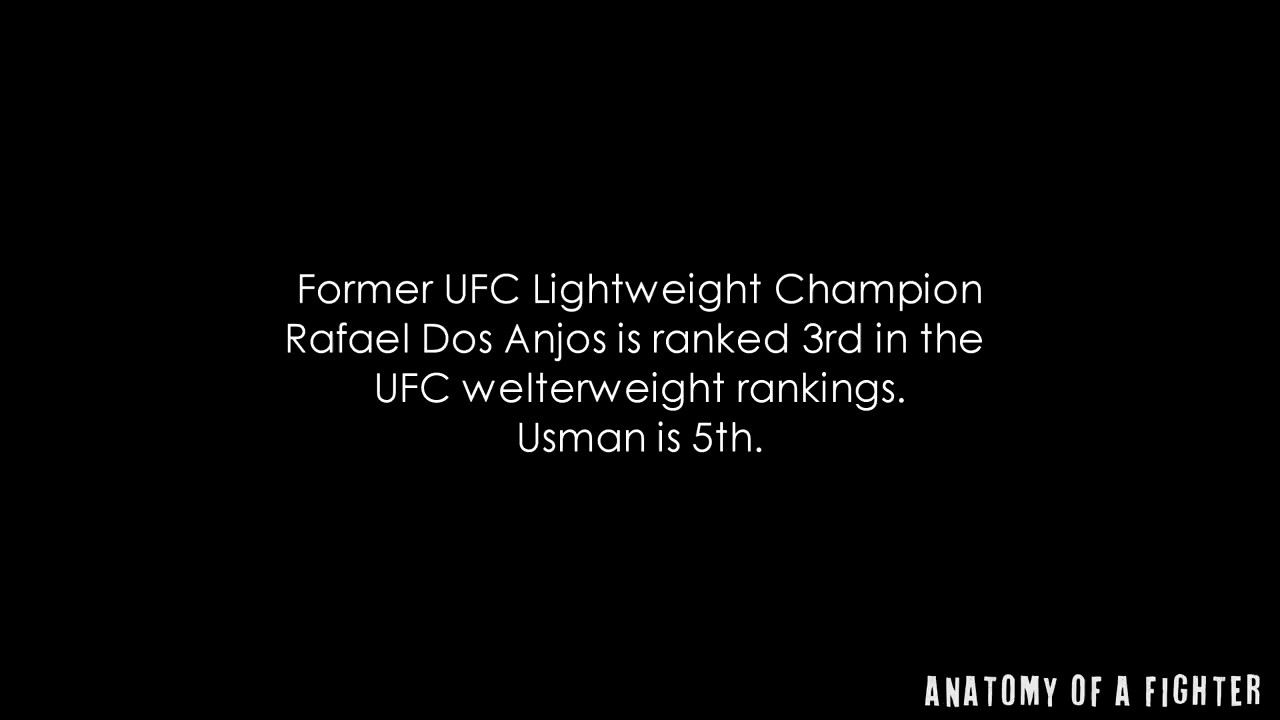 Former UFC Lightweight Champion
Rafael Dos Anjos is ranked 3rd in the
UFC welterweight rankings.
Usman is 5th.
ANATOMY OF A FIGHTER